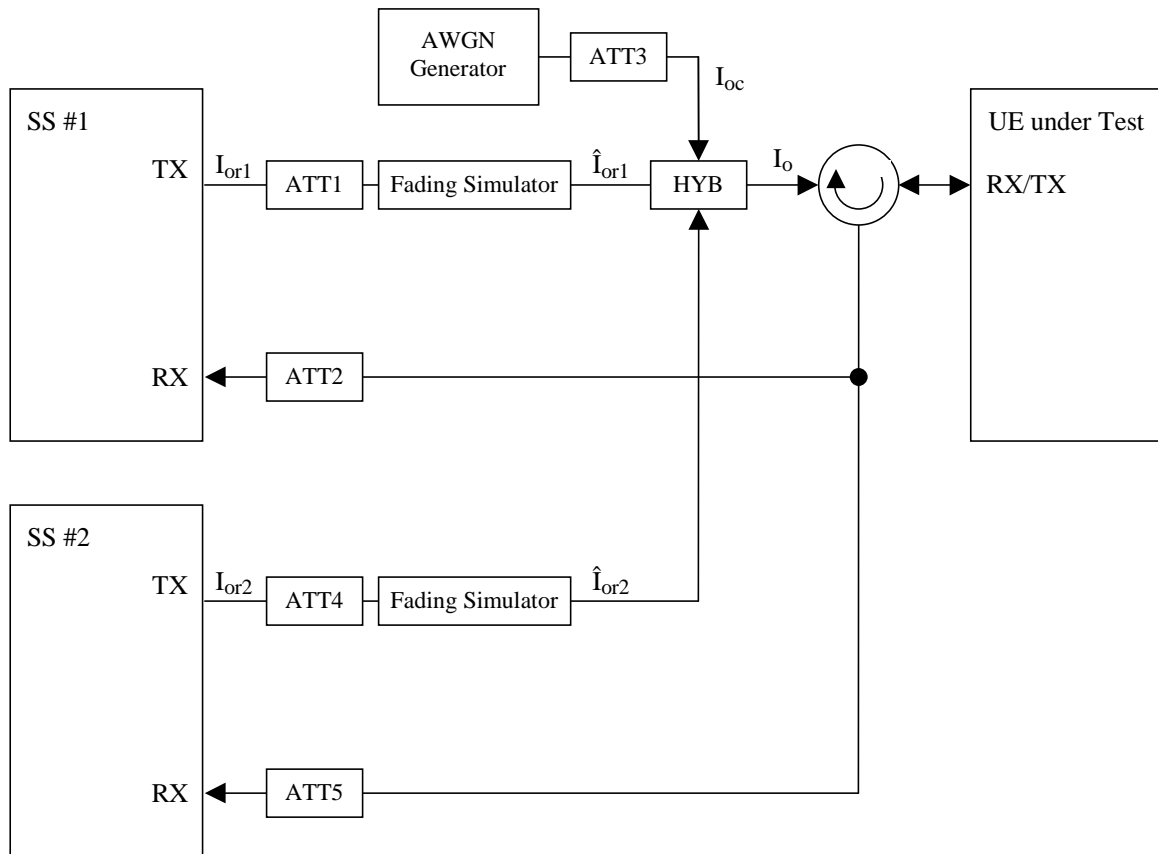 AWGN
Generator
ATT3
I_oc
SS #1
UE under Test
TX
I_or1
ATT1
Fading Simulator
Î_or1
HYB
I_o
RX/TX
RX
ATT2
SS #2
TX
I_or2
ATT4
Fading Simulator
Î_or2
RX
ATT5